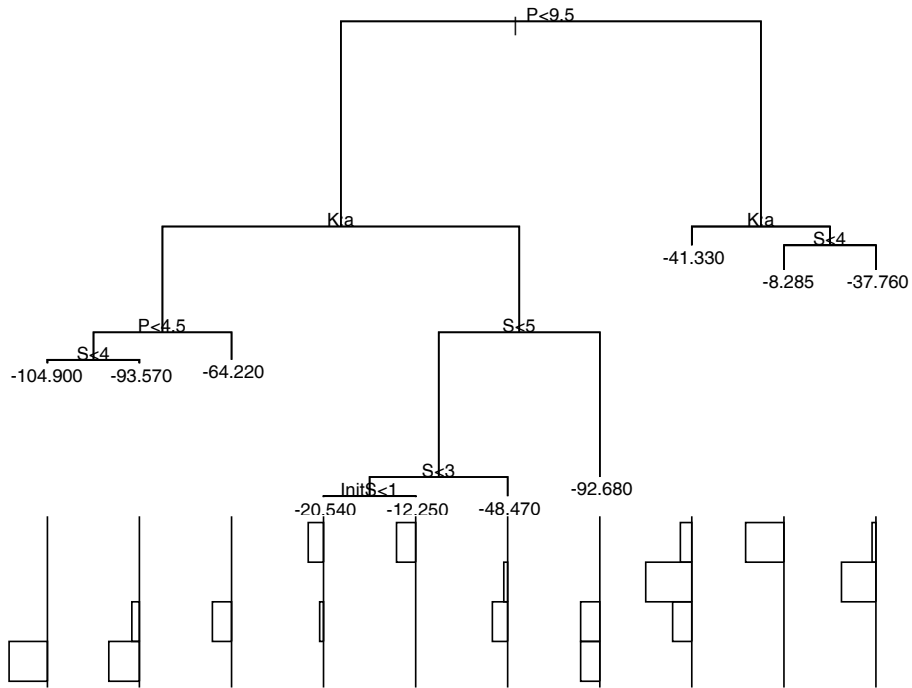 P<9.5
K:a
K:a
-41.330
S<4
-8.285
-37.760
P<4.5
S<4
-104.900
-93.570
-64.220
S<5
S<3
InitS<1
-20.540
-12.250
-48.470
-92.680